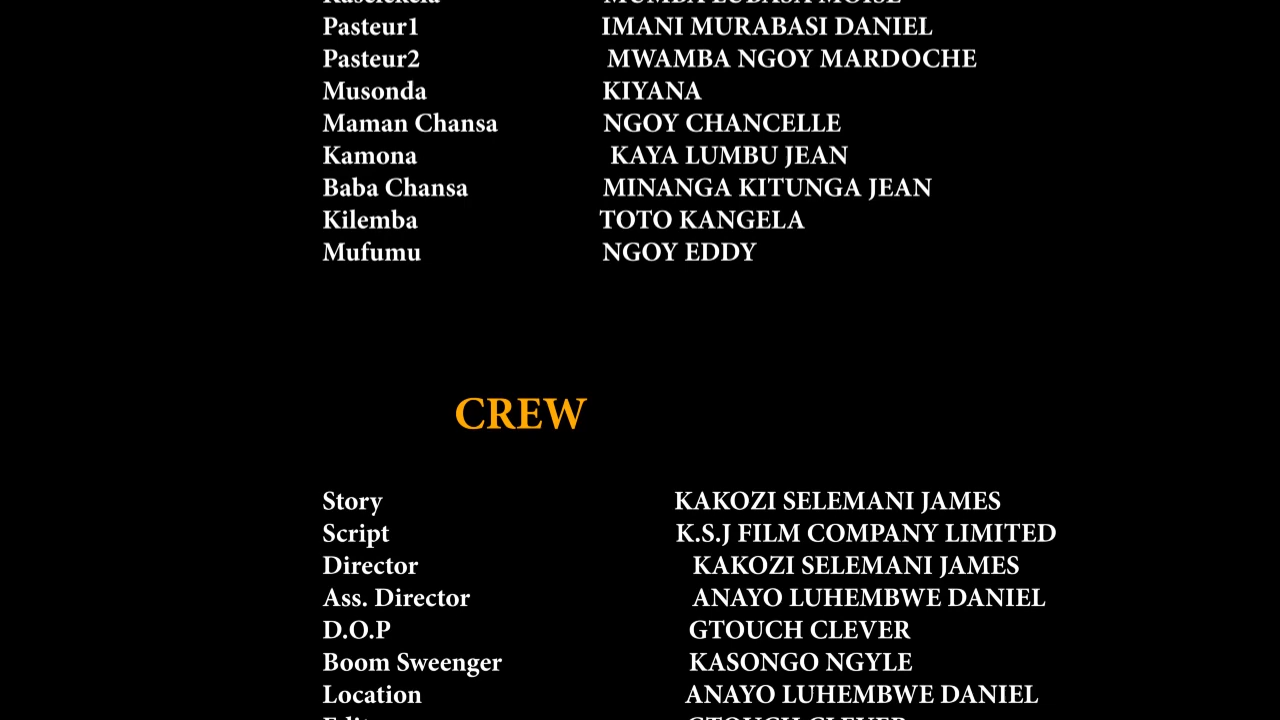 Pasteur1 IMANI MURABASI DANIEL
Pasteur2 MWAMBA NGOY MARDOCHE
Musonda KIYANA
Maman Chansa NGOY CHANCELLE
Kamona KAYA LUMBU JEAN
Baba Chansa MINANGA KITUNGA JEAN
Kilemba TOTO KANGELA
Mufumu NGOY EDDY
CREW
Story KAKOZI SELEMANI JAMES
Script K.S.J FILM COMPANY LIMITED
Director KAKOZI SELEMANI JAMES
Ass. Director ANAYO LUHEMBWE DANIEL
D.O.P GTOUCH CLEVER
Boom Sweenger KASONGO NGYLE
Location ANAYO LUHEMBWE DANIEL